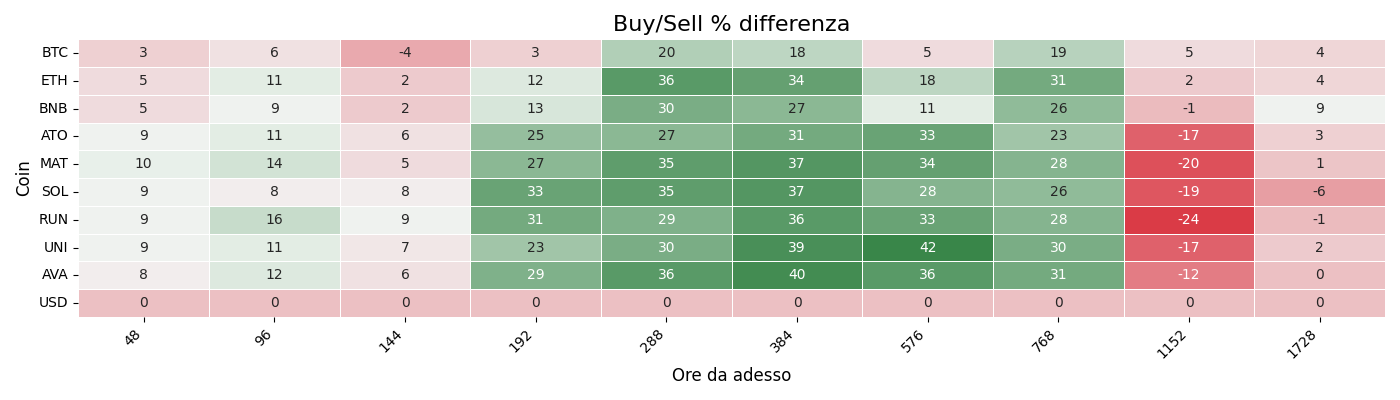 Buy/Sell % differenza
Coin
BTC 3 6 -4 3 20 18 5 19 5 4
ETH 5 11 2 12 36 34 18 31 2 4
BNB 5 9 2 13 30 27 11 26 -1 9
ATO 9 11 6 25 27 31 33 23 -17 3
MAT 10 14 5 27 35 37 34 28 -20 1
SOL 9 8 8 33 35 37 28 26 -19 -6
RUN 9 16 9 31 29 36 33 28 -24 -1
UNI 9 11 7 23 30 39 42 30 -17 2
AVA 8 12 6 29 36 40 36 31 -12 0
USD 0 0 0 0 0 0 0 0 0 0
48 96 144 192 288 384 576 768 1152 1728
Ore da adesso